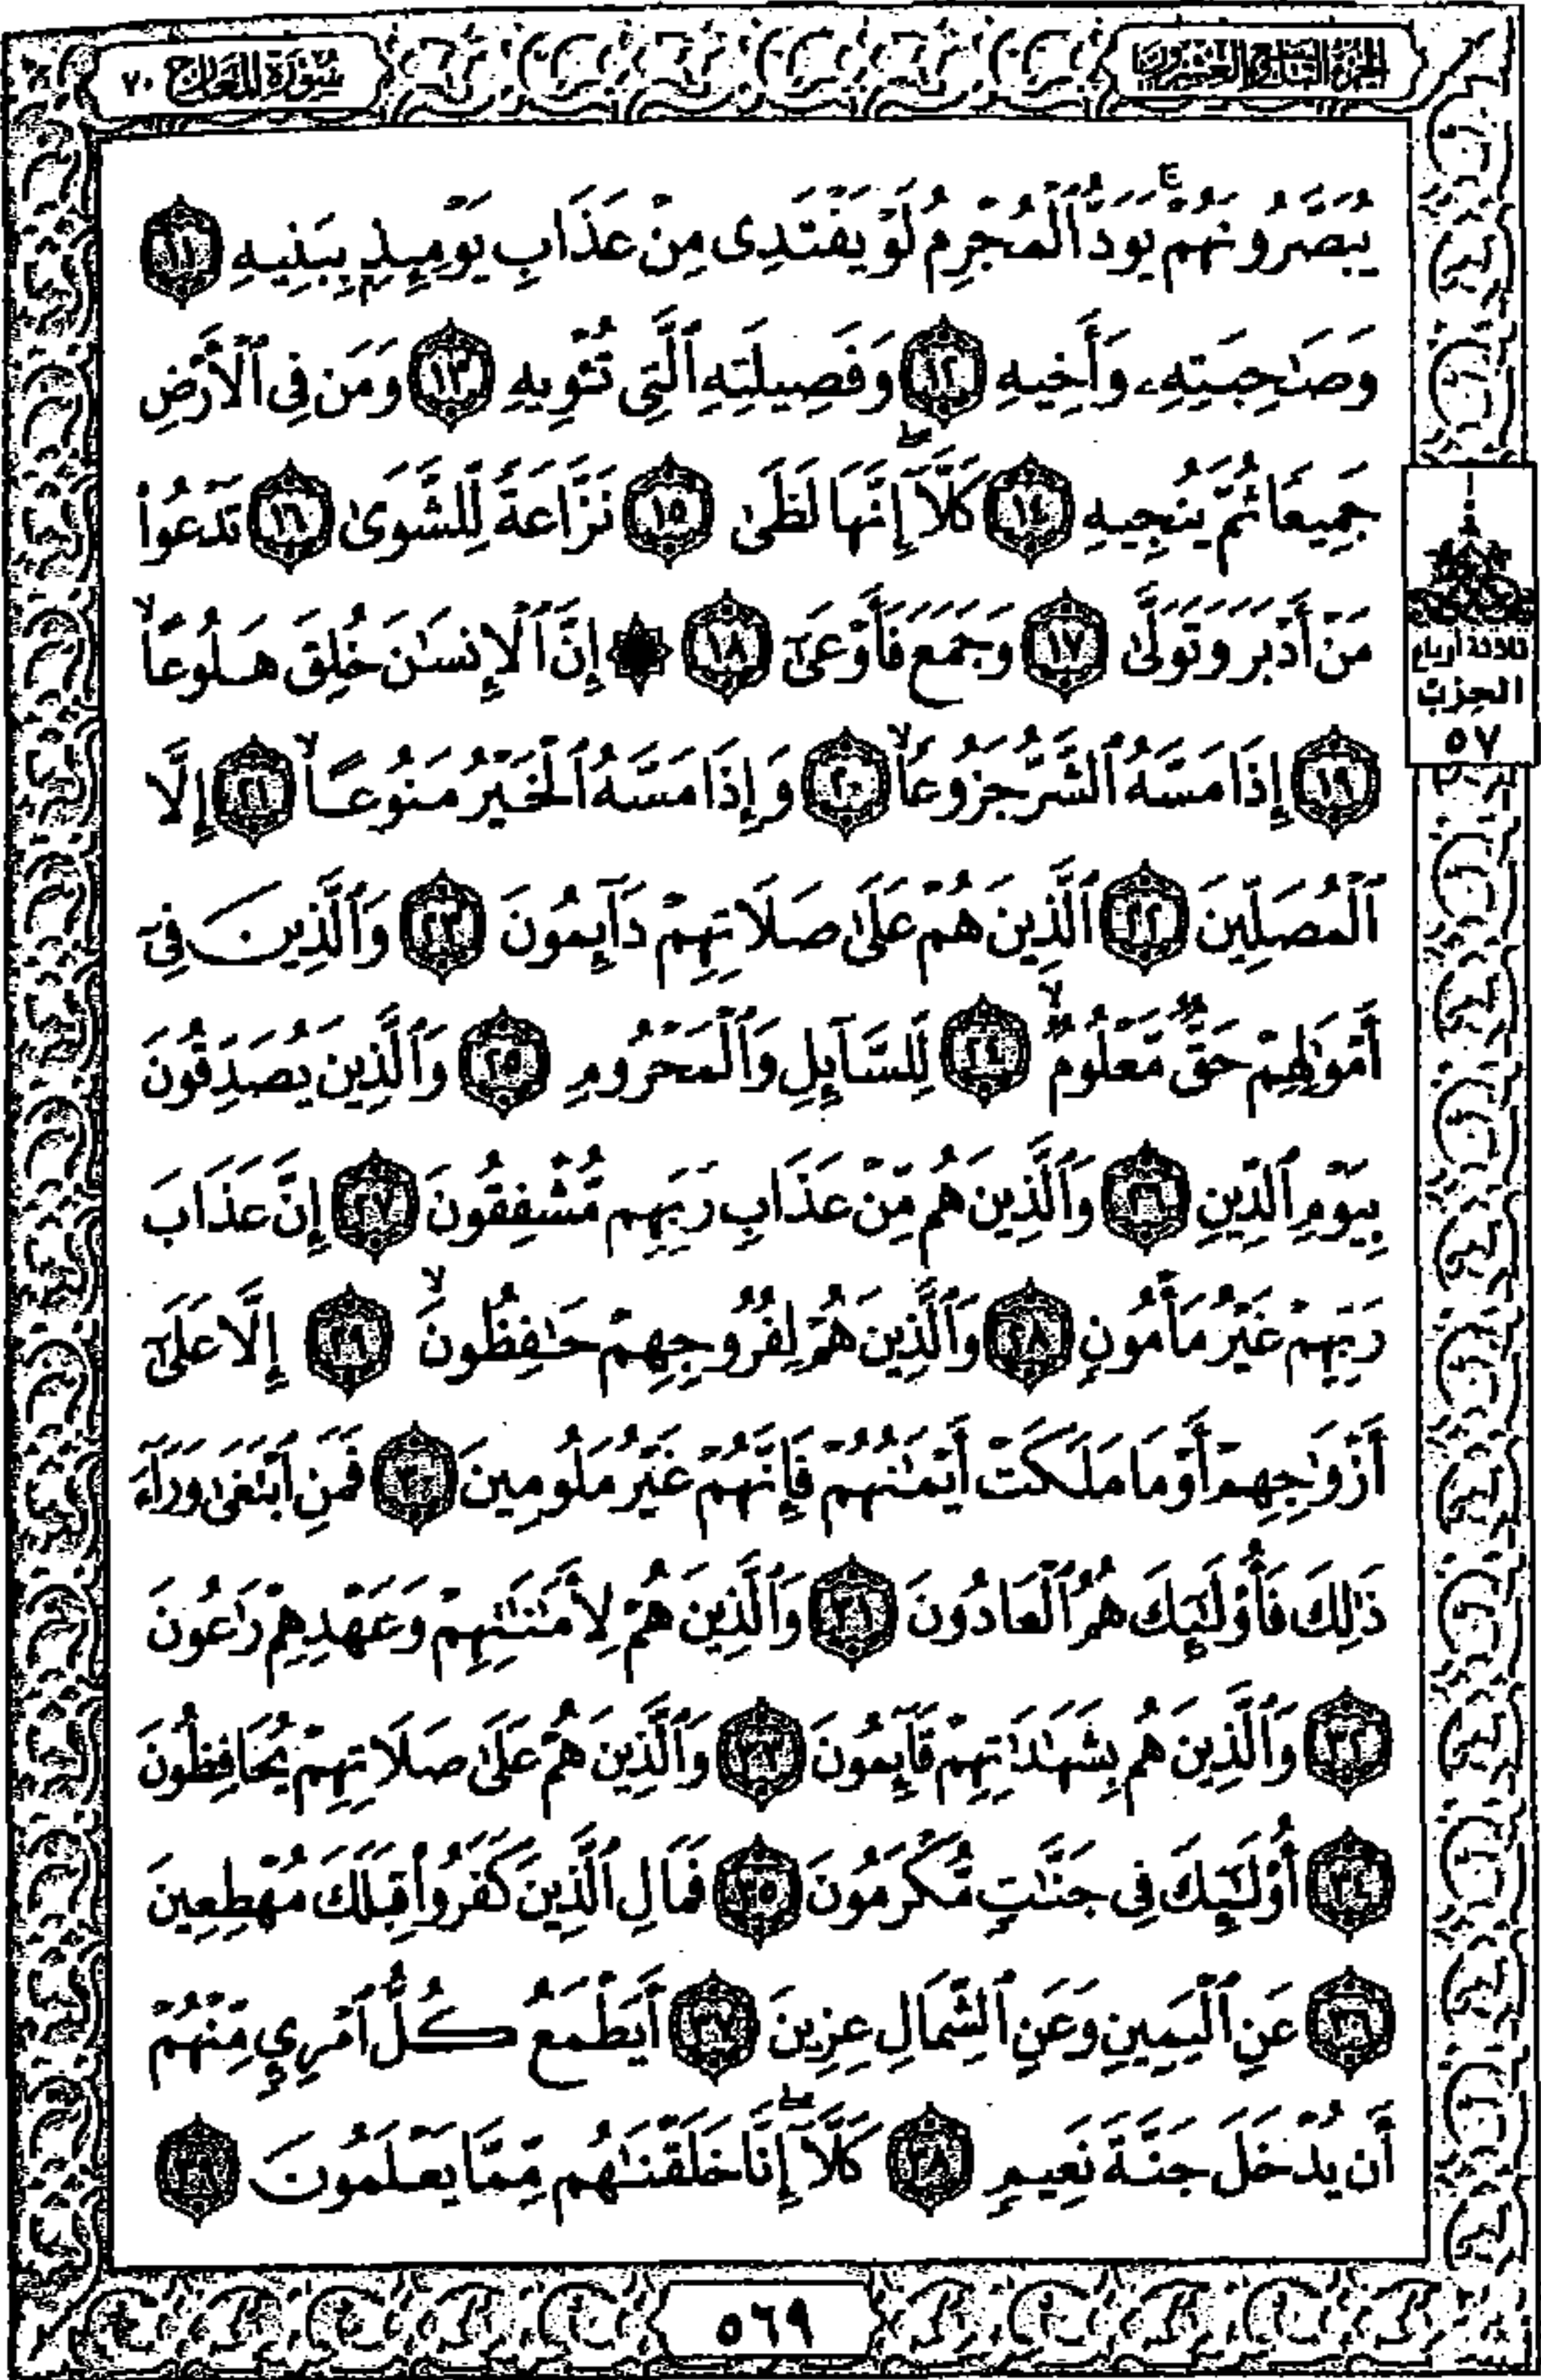 الجزء التاسع والعشرون
سورة المعارج ٧٠
يُبَصَّرُونَهُمْ ۚ يَوَدُّ ٱلْمُجْرِمُ لَوْ يَفْتَدِى مِنْ عَذَابِ يَوْمِئِذٍۭ بِبَنِيهِ ١١
وَصَٰحِبَتِهِۦ وَأَخِيهِ ١٢ وَفَصِيلَتِهِ ٱلَّتِى تُـْٔوِيهِ ١٣ وَمَن فِى ٱلْأَرْضِ
جَمِيعًا ثُمَّ يُنجِيهِ ١٤ كَلَّآ ۖ إِنَّهَا لَظَىٰ ١٥ نَزَّاعَةً لِّلشَّوَىٰ ١٦ تَدْعُوا۟
مَنْ أَدْبَرَ وَتَوَلَّىٰ ١٧ وَجَمَعَ فَأَوْعَىٰٓ ١٨ ۞ إِنَّ ٱلْإِنسَٰنَ خُلِقَ هَلُوعًا ۙ
١٩ إِذَا مَسَّهُ ٱلشَّرُّ جَزُوعًا ۙ ٢٠ وَإِذَا مَسَّهُ ٱلْخَيْرُ مَنُوعًا ۙ ٢١ إِلَّا
ٱلْمُصَلِّينَ ٢٢ ٱلَّذِينَ هُمْ عَلَىٰ صَلَاتِهِمْ دَآئِمُونَ ٢٣ وَٱلَّذِينَ فِىٓ
أَمْوَٰلِهِمْ حَقٌّ مَّعْلُومٌ ۙ ٢٤ لِّلسَّآئِلِ وَٱلْمَحْرُومِ ٢٥ وَٱلَّذِينَ يُصَدِّقُونَ
بِيَوْمِ ٱلدِّينِ ٢٦ وَٱلَّذِينَ هُم مِّنْ عَذَابِ رَبِّهِم مُّشْفِقُونَ ٢٧ إِنَّ عَذَابَ
رَبِّهِمْ غَيْرُ مَأْمُونٍ ٢٨ وَٱلَّذِينَ هُمْ لِفُرُوجِهِمْ حَٰفِظُونَ ۙ ٢٩ إِلَّا عَلَىٰٓ
أَزْوَٰجِهِمْ أَوْ مَا مَلَكَتْ أَيْمَٰنُهُمْ فَإِنَّهُمْ غَيْرُ مَلُومِينَ ٣٠ فَمَنِ ٱبْتَغَىٰ وَرَآءَ
ذَٰلِكَ فَأُو۟لَٰٓئِكَ هُمُ ٱلْعَادُونَ ٣١ وَٱلَّذِينَ هُمْ لِأَمَٰنَٰتِهِمْ وَعَهْدِهِمْ رَٰعُونَ
٣٢ وَٱلَّذِينَ هُم بِشَهَٰدَٰتِهِمْ قَآئِمُونَ ٣٣ وَٱلَّذِينَ هُمْ عَلَىٰ صَلَاتِهِمْ يُحَافِظُونَ
٣٤ أُو۟لَٰٓئِكَ فِى جَنَّٰتٍ مُّكْرَمُونَ ٣٥ فَمَالِ ٱلَّذِينَ كَفَرُوا۟ قِبَلَكَ مُهْطِعِينَ
٣٦ عَنِ ٱلْيَمِينِ وَعَنِ ٱلشِّمَالِ عِزِينَ ٣٧ أَيَطْمَعُ كُلُّ ٱمْرِئٍ مِّنْهُمْ
أَن يُدْخَلَ جَنَّةَ نَعِيمٍ ٣٨ كَلَّآ ۖ إِنَّا خَلَقْنَٰهُم مِّمَّا يَعْلَمُونَ ٣٨
ثلاثة أرباع
الحزب
٥٧
٥٦٩